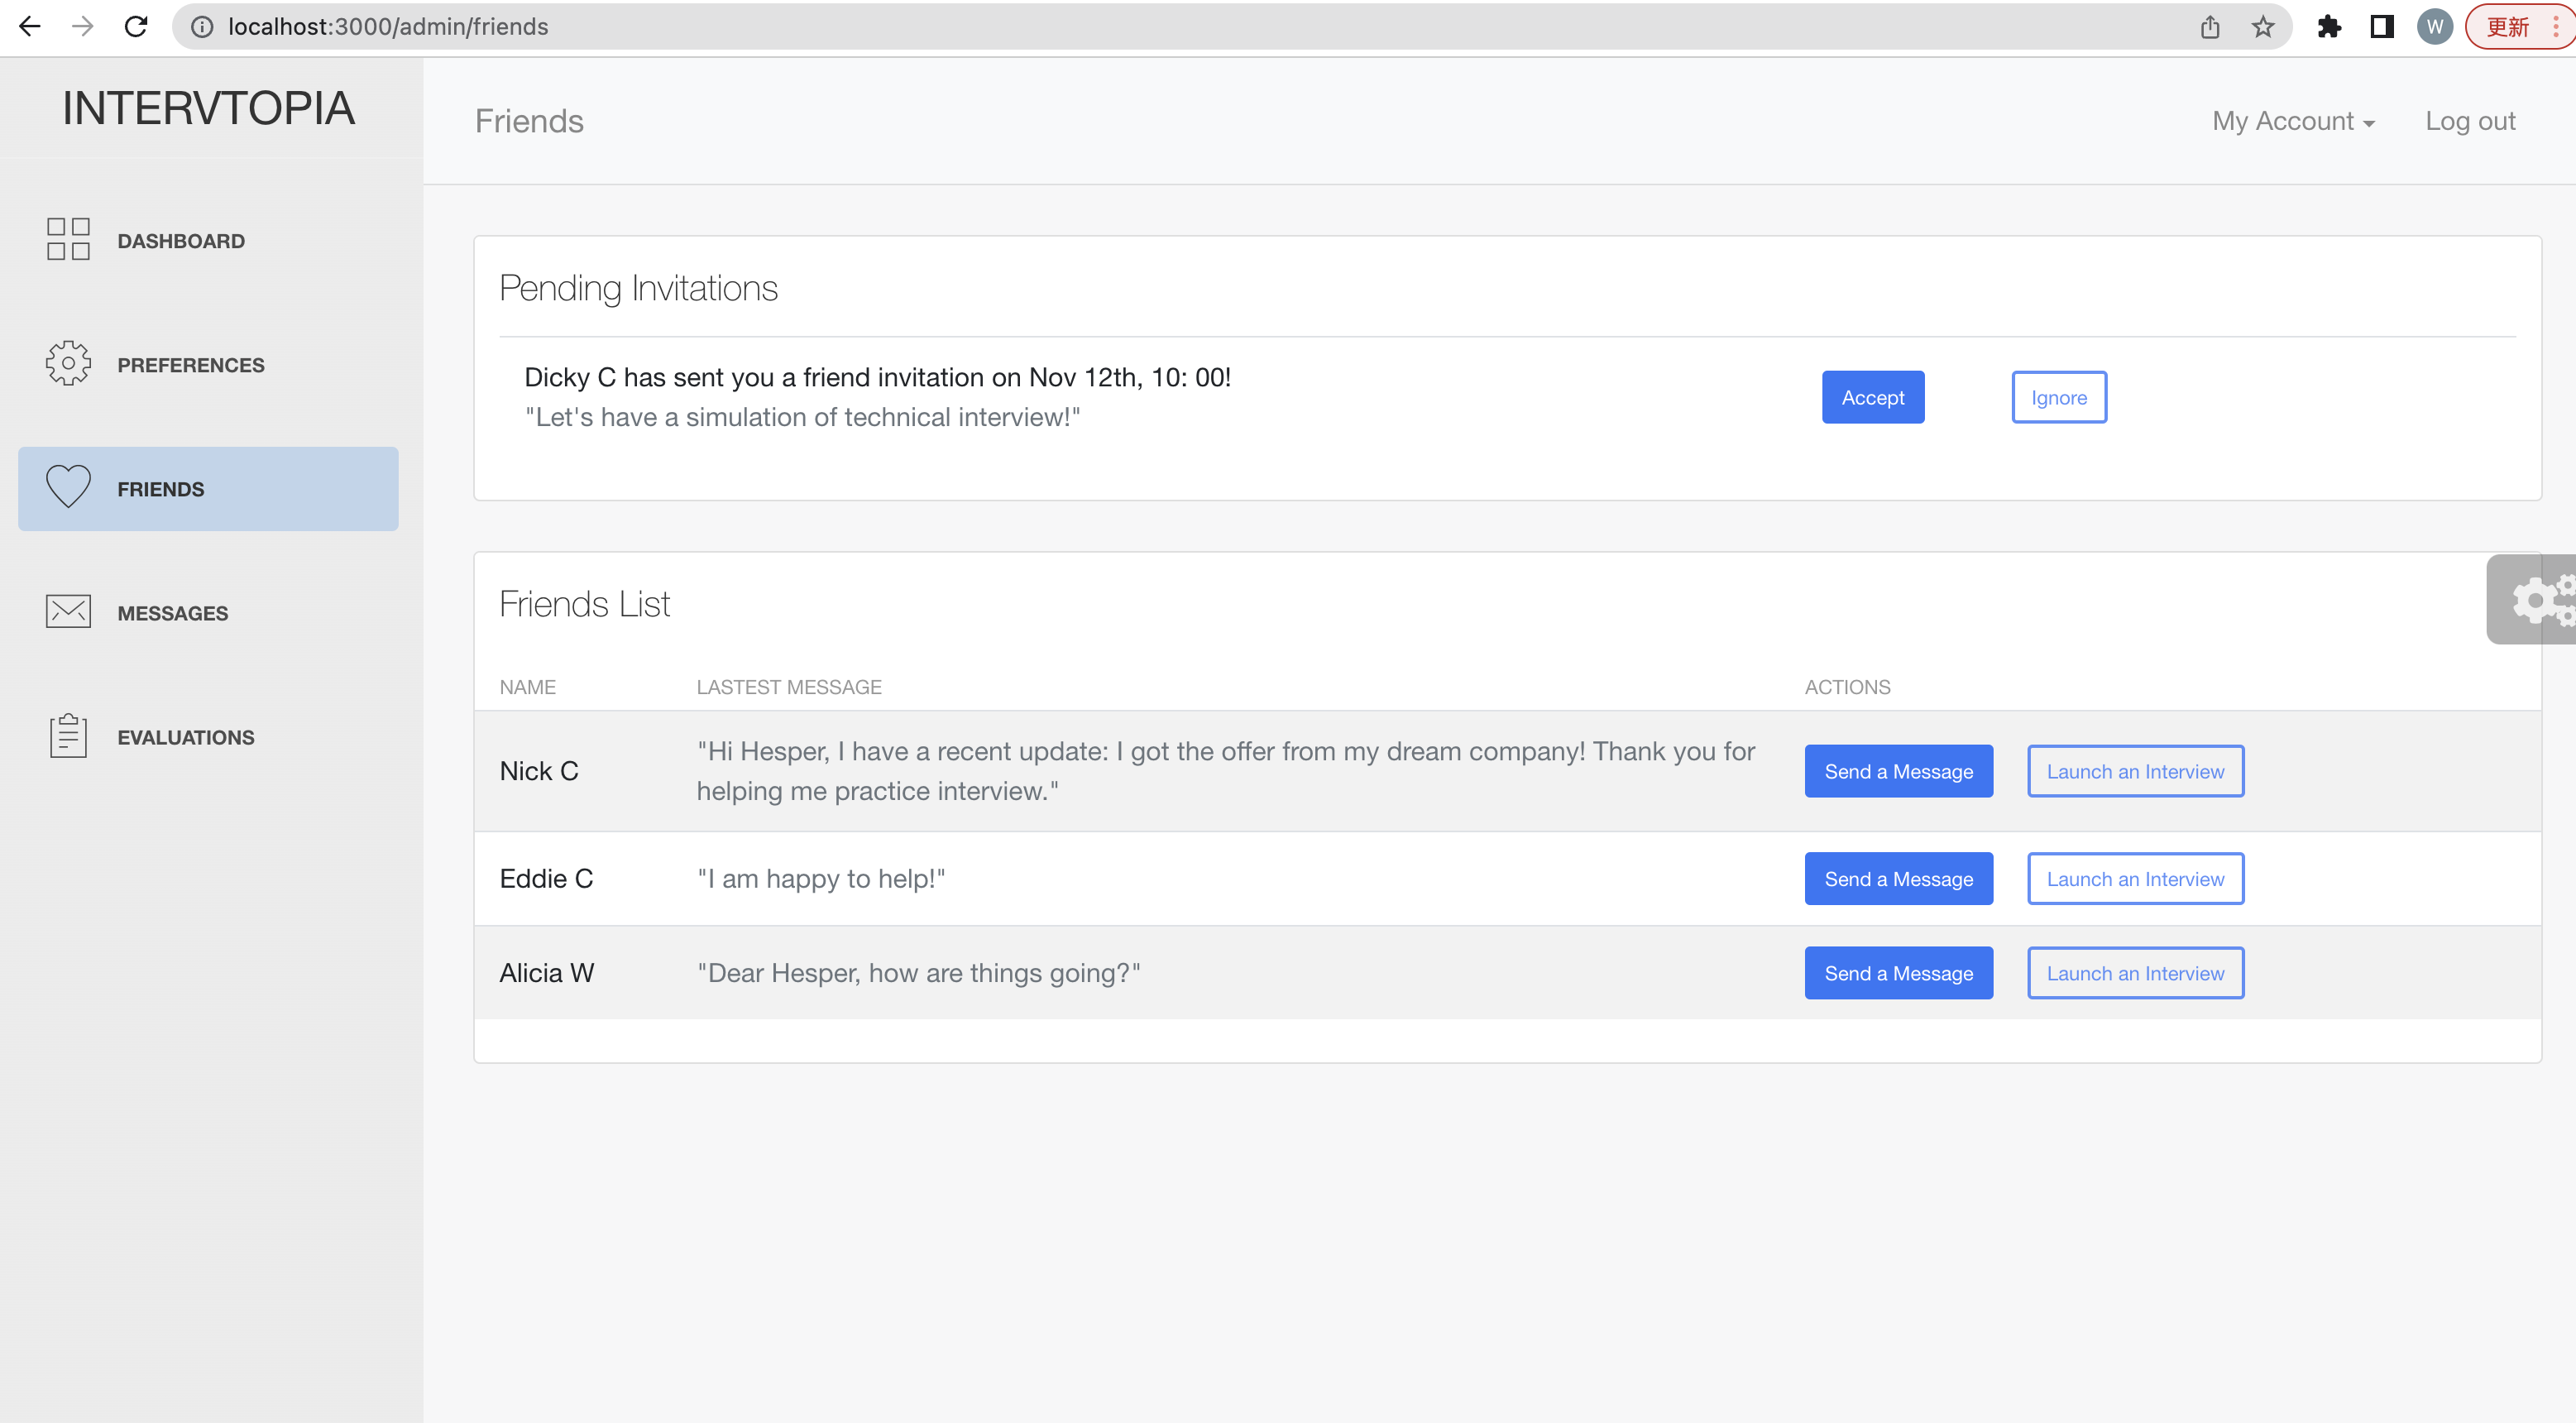 localhost:3000/admin/friends
W
更新
INTERVTOPIA
Friends
My Account
Log out
DASHBOARD
PREFERENCES
FRIENDS
MESSAGES
EVALUATIONS
Pending Invitations
Dicky C has sent you a friend invitation on Nov 12th, 10: 00!
"Let's have a simulation of technical interview!"
Accept
Ignore
Friends List
NAME
LASTEST MESSAGE
ACTIONS
Nick C
"Hi Hesper, I have a recent update: I got the offer from my dream company! Thank you for
helping me practice interview."
Send a Message
Launch an Interview
Eddie C
"I am happy to help!"
Send a Message
Launch an Interview
Alicia W
"Dear Hesper, how are things going?"
Send a Message
Launch an Interview